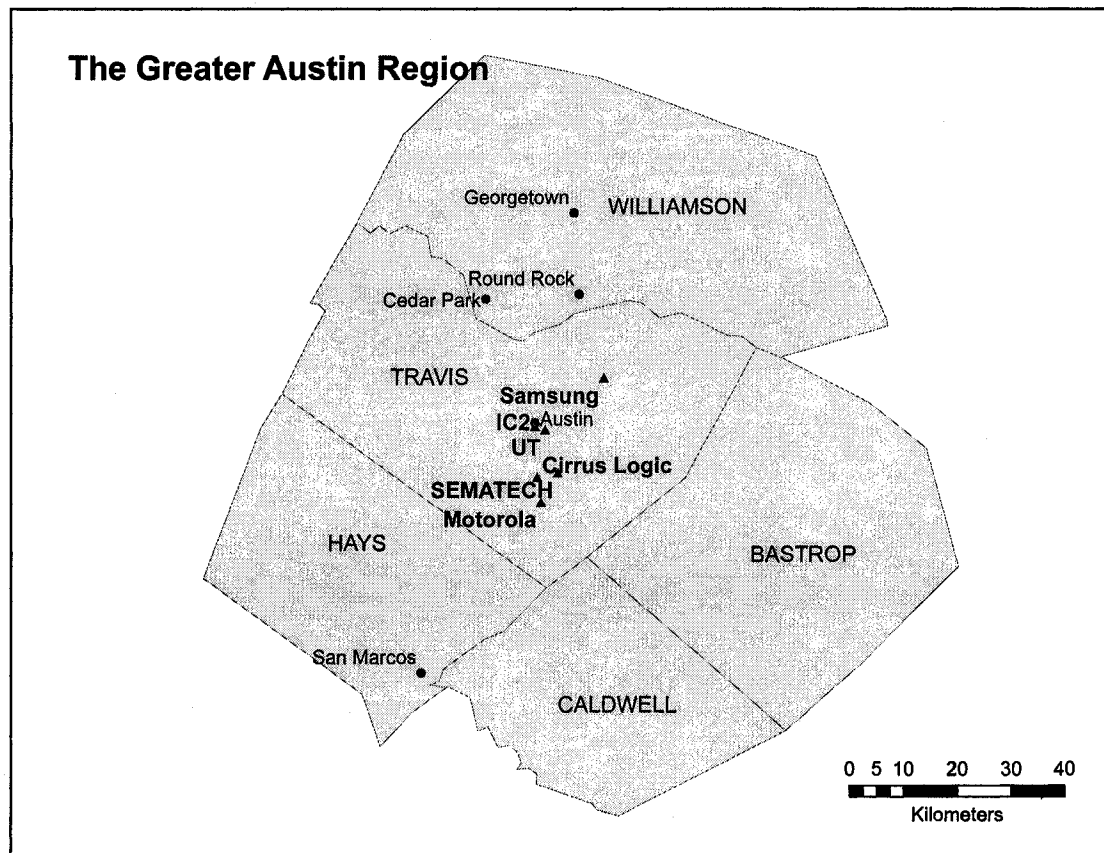 The Greater Austin Region
Georgetown
WILLIAMSON
Round Rock
Cedar Park
TRAVIS
Samsung
IC2
Austin
UT
Cirrus Logic
SEMATECH
Motorola
HAYS
BASTROP
San Marcos
CALDWELL
0 5 10 20 30 40
Kilometers